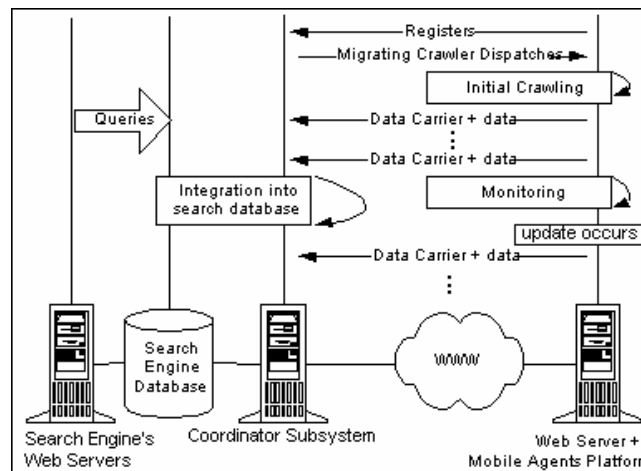 Registers
Migrating Crawler Dispatches
Initial Crawling
Queries
Data Carrier + data
Data Carrier + data
Integration into
search database
Monitoring
update occurs
Data Carrier + data
Search
Engine
Database
WWW
Search Engine's
Web Servers
Coordinator Subsystem
Web Server +
Mobile Agents Platform